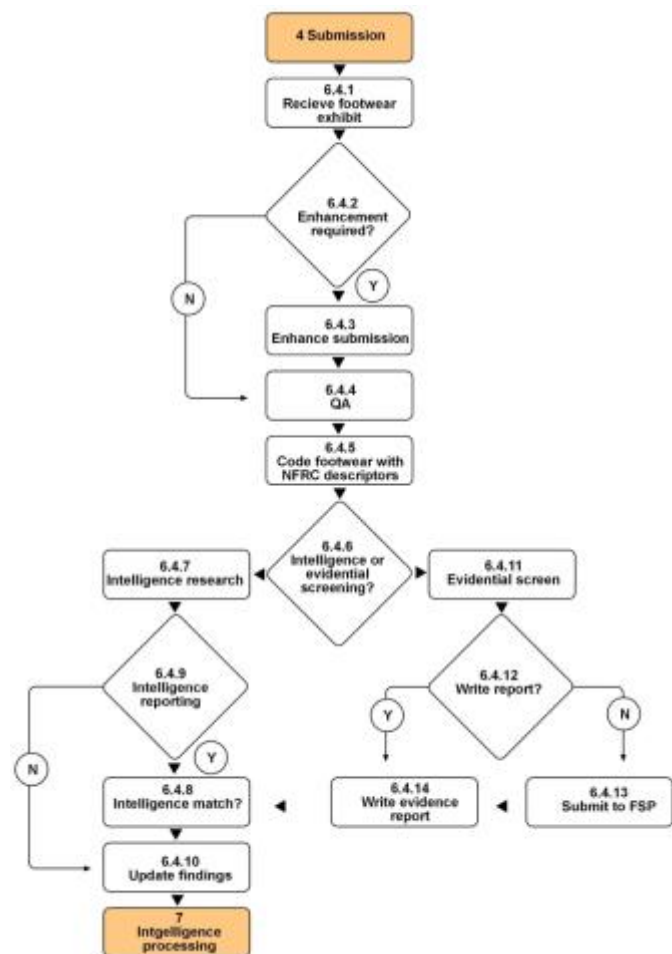 4 Submission
6.4.1
Recieve footwear
exhibit
6.4.2
Enhancement
required?
N
Y
6.4.3
Enhance submission
6.4.4
QA
6.4.5
Code footwear with
NFRC descriptors
6.4.6
Intelligence or
evidential
screening?
6.4.7
Intelligence research
6.4.11
Evidential screen
6.4.9
Intelligence
reporting
6.4.12
Write report?
N
Y
Y
N
6.4.8
Intelligence match?
6.4.14
Write evidence
report
6.4.13
Submit to FSP
6.4.10
Update findings
7
Intgelligence
processing